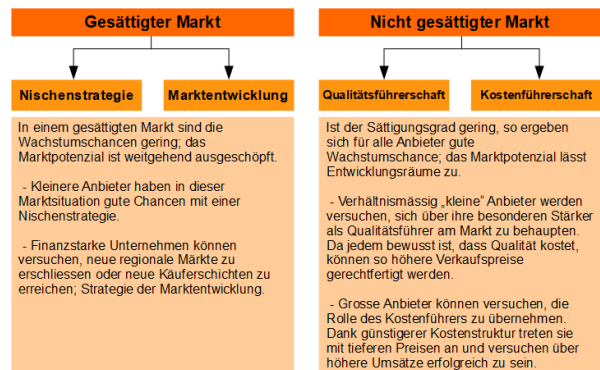 Gesättigter Markt
Nischenstrategie
Marktentwicklung
In einem gesättigten Markt sind die
Wachstumschancen gering; das
Marktpotenzial ist weitgehend ausgeschöpft.
- Kleinere Anbieter haben in dieser
Marktsituation gute Chancen mit einer
Nischenstrategie.
- Finanzstarke Unternehmen können
versuchen, neue regionale Märkte zu
erschliessen oder neue Käuferschichten zu
erreichen; Strategie der Marktentwicklung.
Nicht gesättigter Markt
Qualitätsführerschaft
Kostenführerschaft
Ist der Sättigungsgrad gering, so ergeben
sich für alle Anbieter gute
Wachstumschance; das Marktpotenzial lässt
Entwicklungsräume zu.
- Verhältnismässig „kleine“ Anbieter werden
versuchen, sich über ihre besonderen Stärker
als Qualitätsführer am Markt zu behaupten.
Da jedem bewusst ist, dass Qualität kostet,
können so höhere Verkaufspreise
gerechtfertigt werden.
- Grosse Anbieter können versuchen, die
Rolle des Kostenführers zu übernehmen.
Dank günstigerer Kostenstruktur treten sie
mit tieferen Preisen an und versuchen über
höhere Umsätze erfolgreich zu sein.